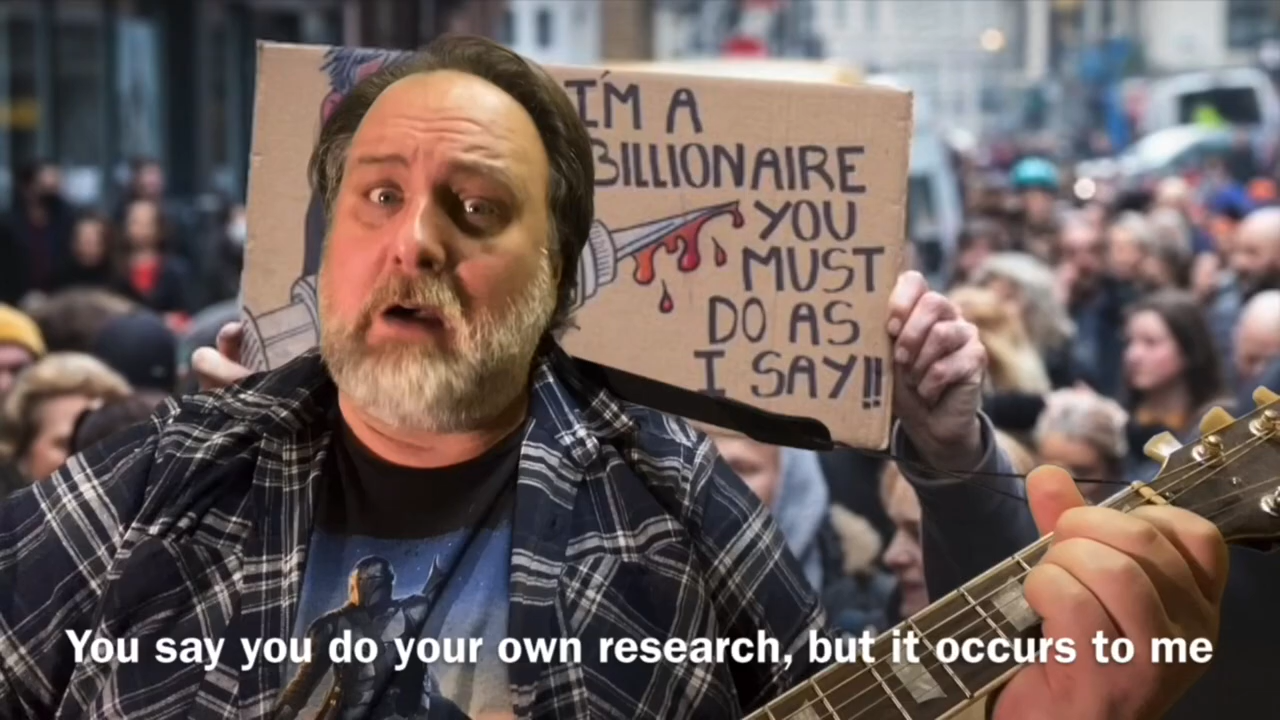 I'M A
BILLIONAIRE
YOU
MUST
DO AS
I SAY!!
You say you do your own research, but it occurs to me